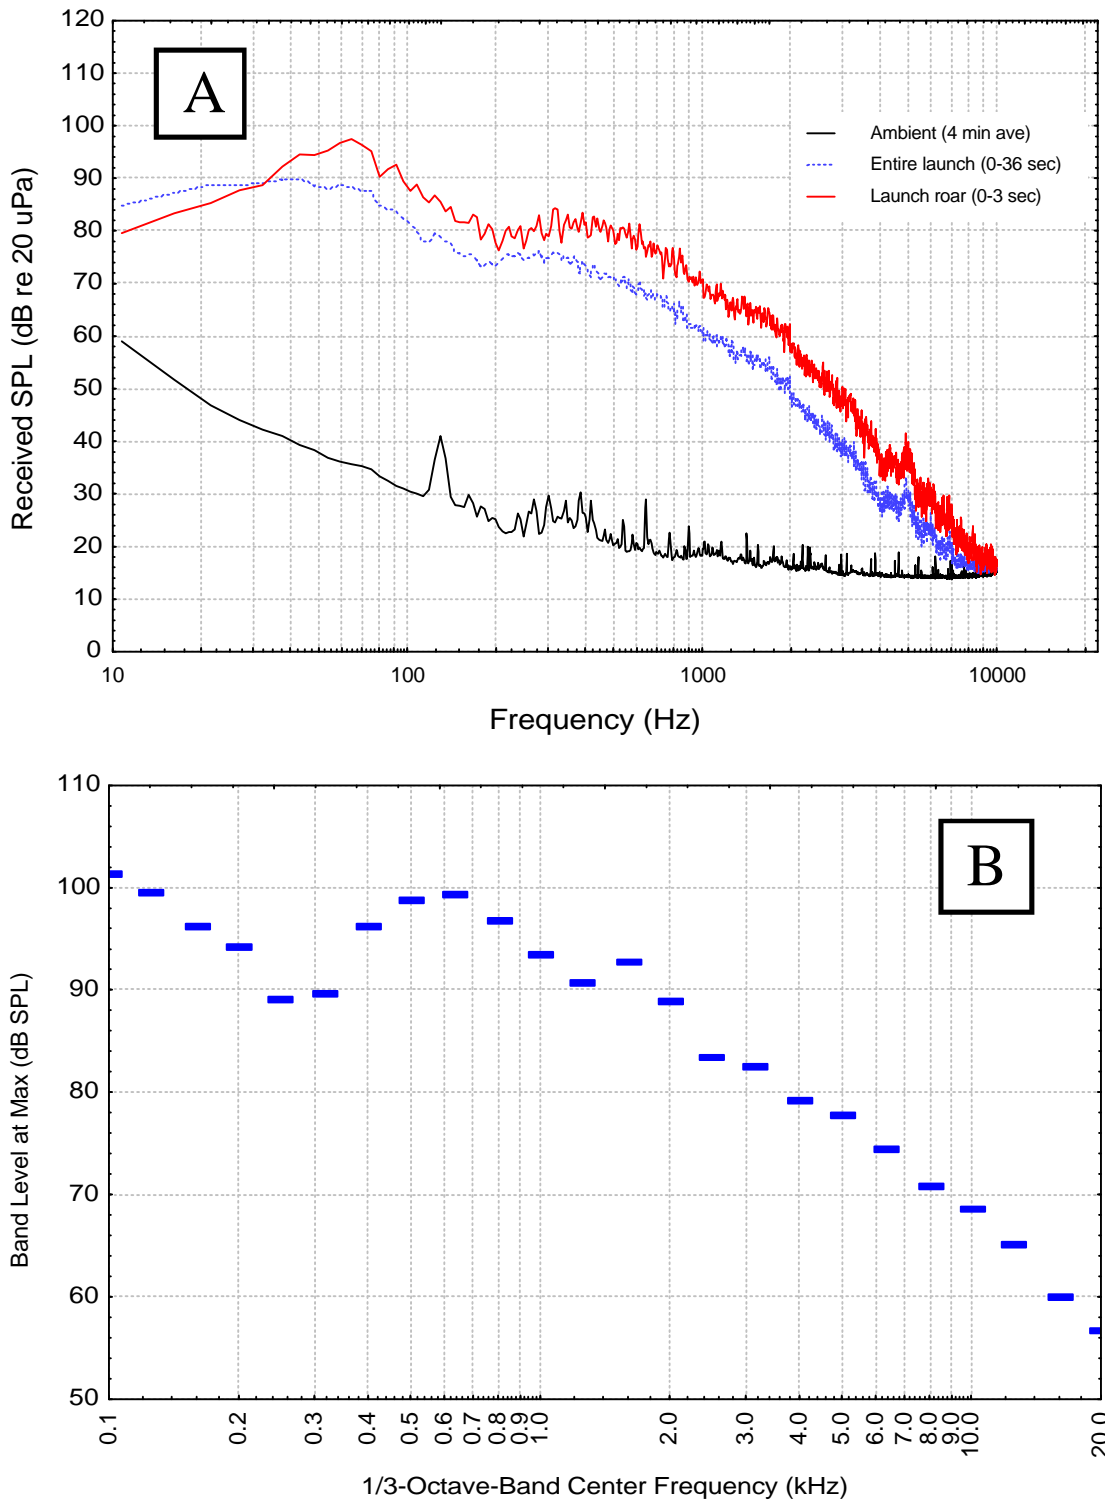 120
110
100
90
80
70
60
50
40
30
20
10
0
Received SPL (dB re 20 uPa)
A
Ambient (4 min ave)
Entire launch (0-36 sec)
Launch roar (0-3 sec)
10 100 1000 10000
Frequency (Hz)
110
100
90
80
70
60
50
Band Level at Max (dB SPL)
B
0.1 0.2 0.3 0.4 0.5 0.6 0.7 0.8 0.9 1.0 2.0 3.0 4.0 5.0 6.0 7.0 8.0 9.0 10.0 20.0
1/3-Octave-Band Center Frequency (kHz)